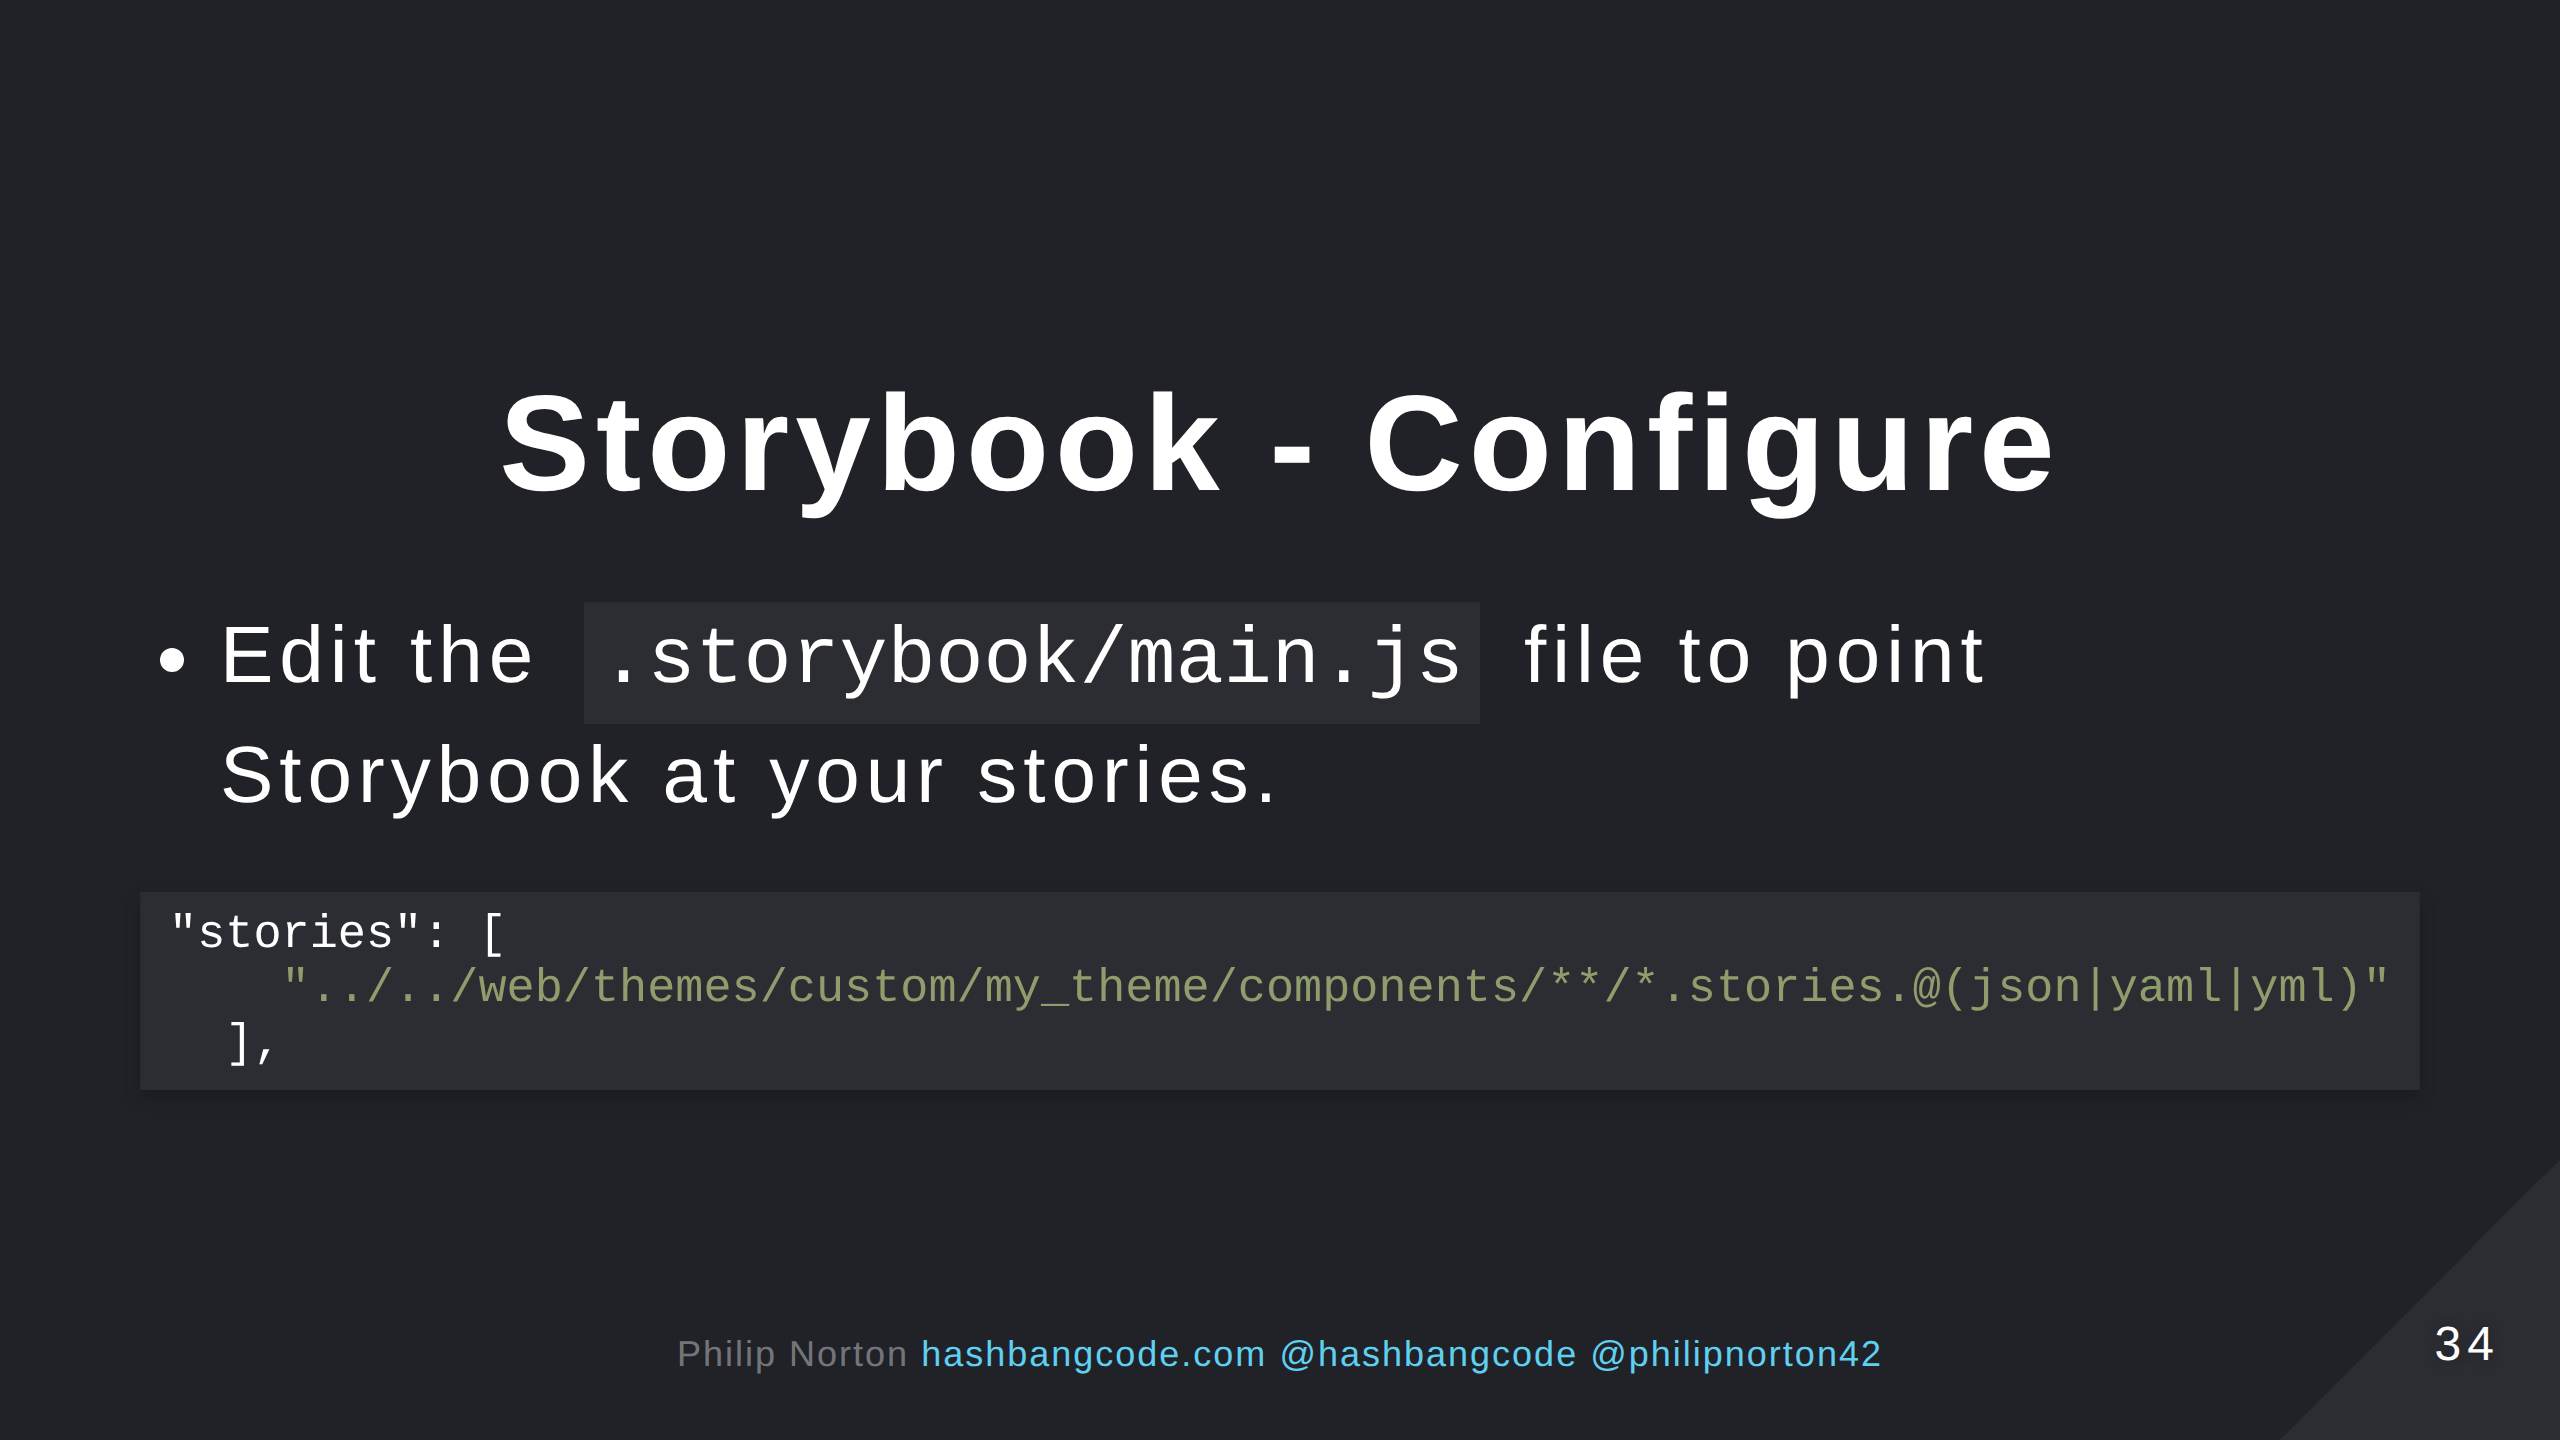 Storybook - Configure
• Edit the .storybook/main.js file to point
Storybook at your stories.
"stories": [
    "../../web/themes/custom/my_theme/components/**/*.stories.@(json|yaml|yml)"
  ],
Philip Norton hashbangcode.com @hashbangcode @philipnorton42
34